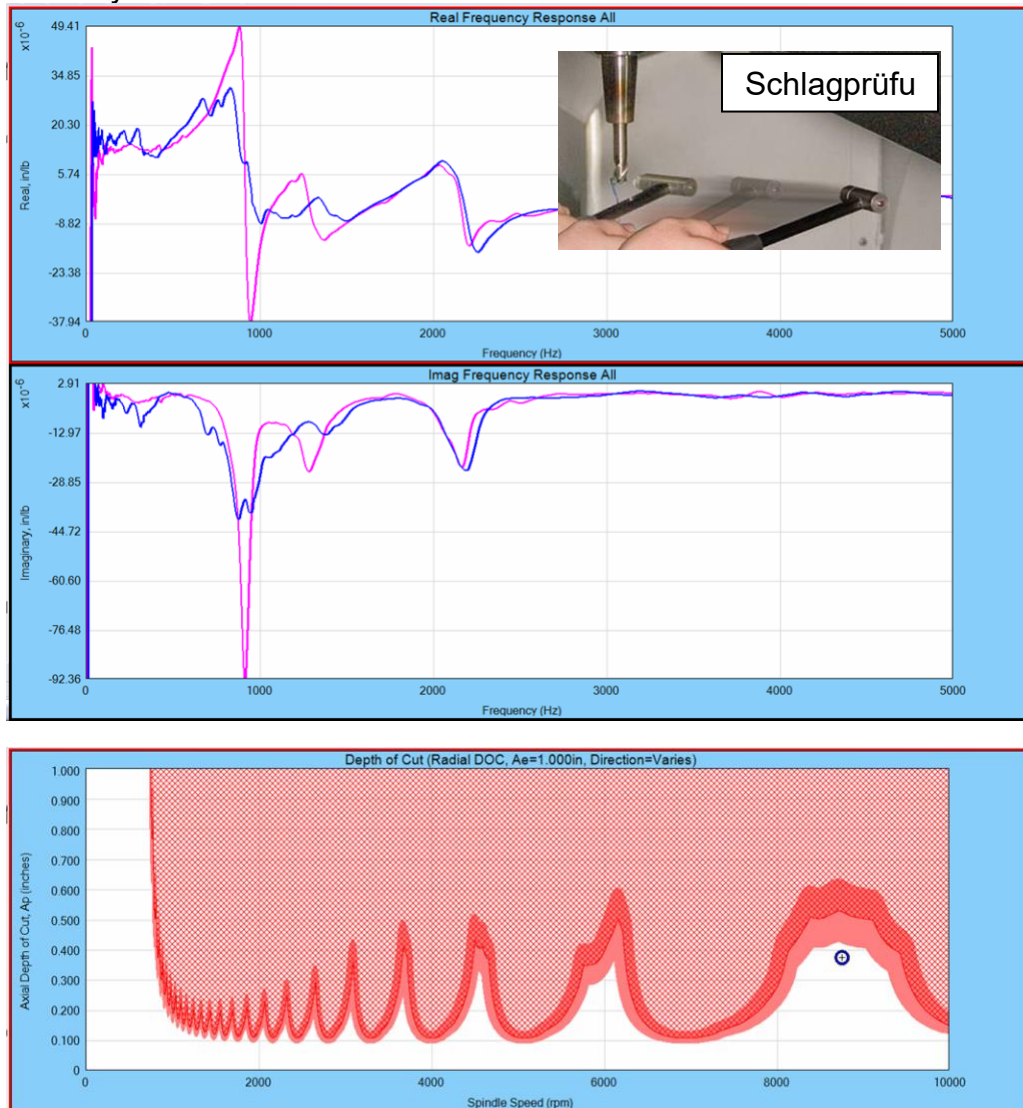 Real Frequency Response All
x10⁻⁶
49.41
34.85
20.30
5.74
-8.82
-23.38
-37.94
Real, in/lb
Schlagprüfu
0 1000 2000 3000 4000 5000
Frequency (Hz)
Imag Frequency Response All
x10⁻⁶
2.91
-12.97
-28.85
-44.72
-60.60
-76.48
-92.36
Imaginary, in/lb
0 1000 2000 3000 4000 5000
Frequency (Hz)
Depth of Cut (Radial DOC, Ae=1.000in, Direction=Varies)
1.000
0.900
0.800
0.700
0.600
0.500
0.400
0.300
0.200
0.100
0
Axial Depth of Cut, Ap (inches)
0 2000 4000 6000 8000 10000
Spindle Speed (rpm)